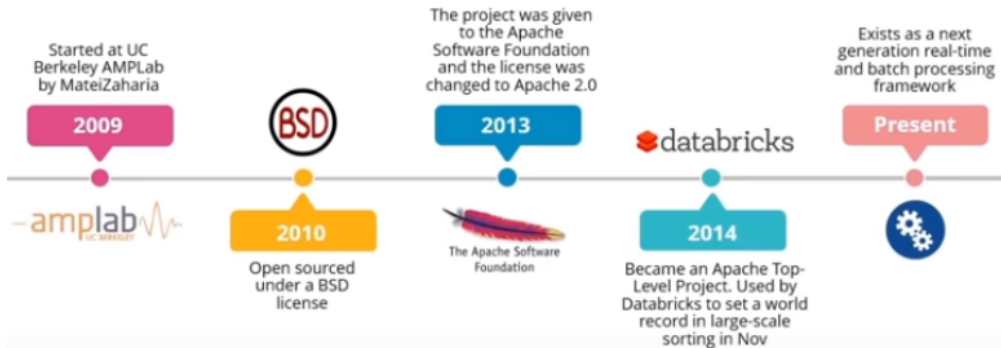 Started at UC
Berkeley AMPLab
by MateiZaharia
2009
amplab
UC BERKELEY
BSD
2010
Open sourced
under a BSD
license
The project was given
to the Apache
Software Foundation
and the license was
changed to Apache 2.0
2013
The Apache Software
Foundation
databricks
2014
Became an Apache Top-
Level Project. Used by
Databricks to set a world
record in large-scale
sorting in Nov
Exists as a next
generation real-time
and batch processing
framework
Present